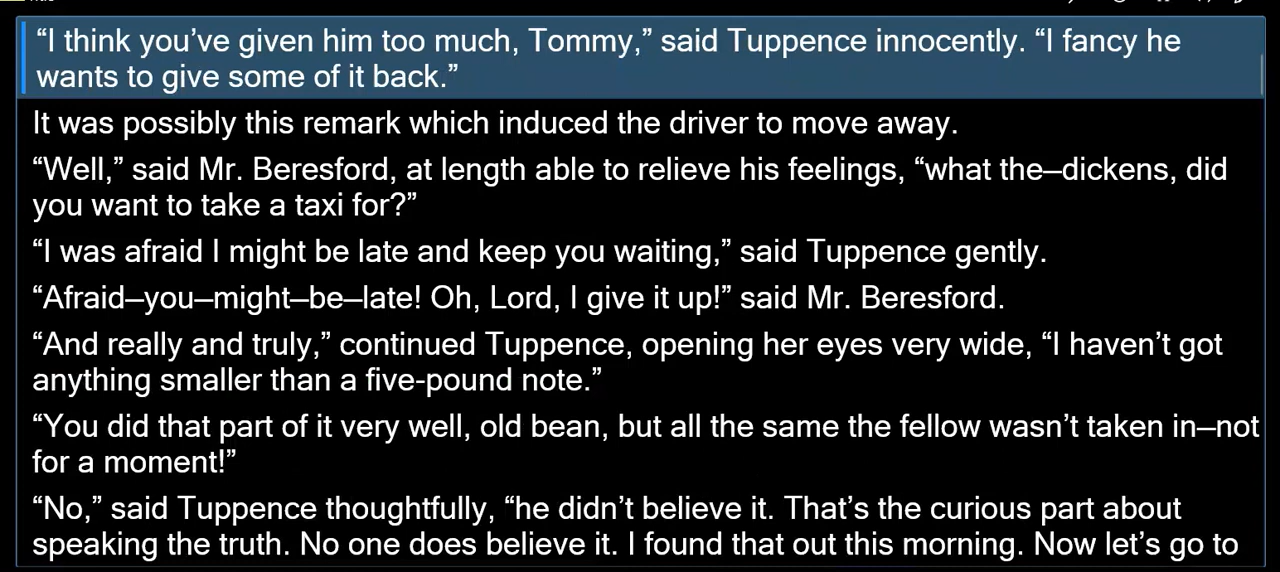 “I think you’ve given him too much, Tommy,” said Tuppence innocently. “I fancy he
wants to give some of it back.”
It was possibly this remark which induced the driver to move away.
“Well,” said Mr. Beresford, at length able to relieve his feelings, “what the—dickens, did
you want to take a taxi for?”
“I was afraid I might be late and keep you waiting,” said Tuppence gently.
“Afraid—you—might—be—late! Oh, Lord, I give it up!” said Mr. Beresford.
“And really and truly,” continued Tuppence, opening her eyes very wide, “I haven’t got
anything smaller than a five-pound note.”
“You did that part of it very well, old bean, but all the same the fellow wasn’t taken in—not
for a moment!”
“No,” said Tuppence thoughtfully, “he didn’t believe it. That’s the curious part about
speaking the truth. No one does believe it. I found that out this morning. Now let’s go to